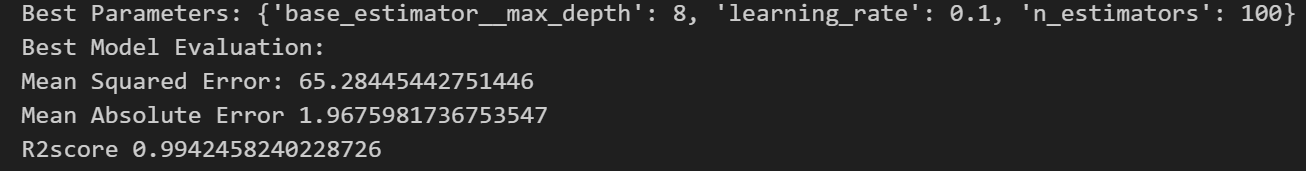 Best Parameters: {'base_estimator__max_depth': 8, 'learning_rate': 0.1, 'n_estimators': 100}
Best Model Evaluation:
Mean Squared Error: 65.28445442751446
Mean Absolute Error 1.9675981736753547
R2score 0.9942458240228726